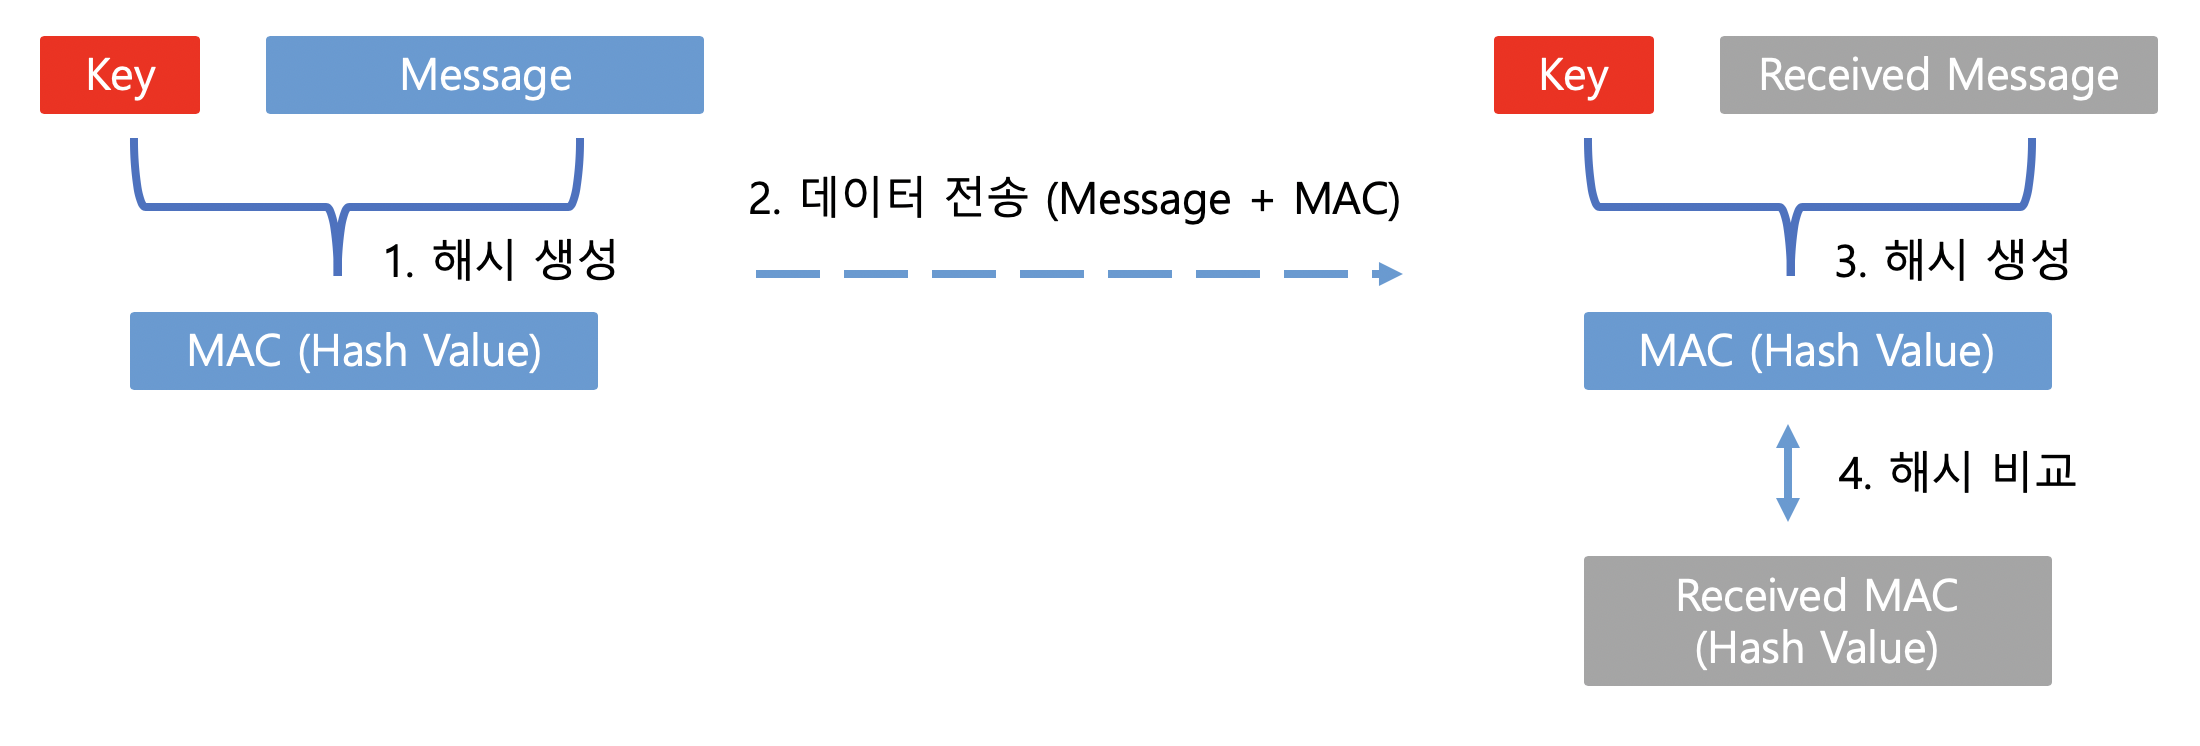 Key
Message
1. 해시 생성
MAC (Hash Value)
2. 데이터 전송 (Message + MAC)
Key
Received Message
3. 해시 생성
MAC (Hash Value)
4. 해시 비교
Received MAC
(Hash Value)